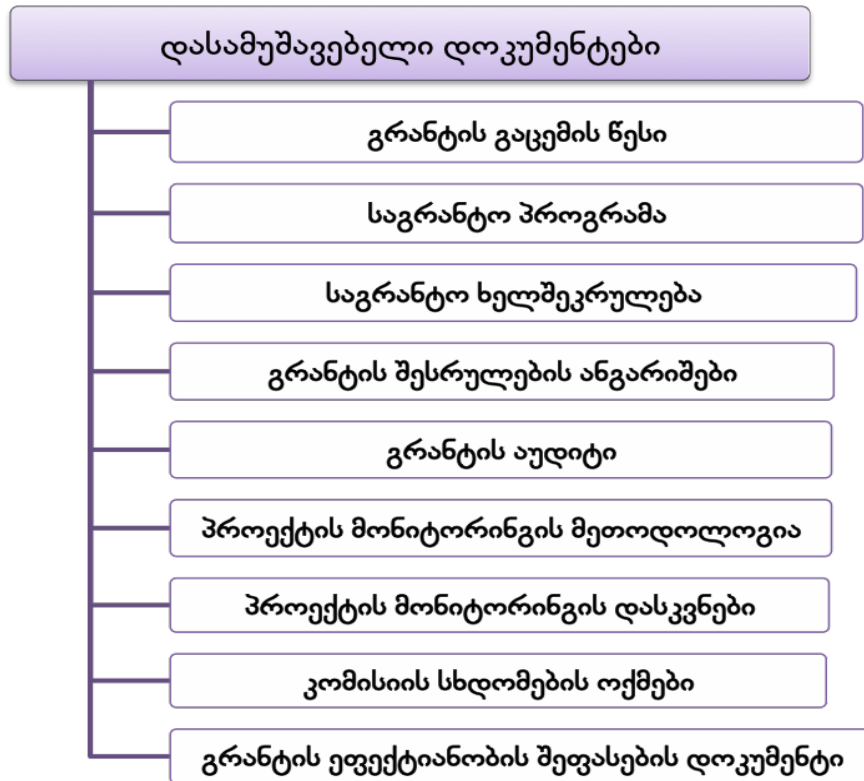 დასამუშავებელი დოკუმენტები
გრანტის გაცემის წესი
საგრანტო პროგრამა
საგრანტო ხელშეკრულება
გრანტის შესრულების ანგარიშები
გრანტის აუდიტი
პროექტის მონიტორინგის მეთოდოლოგია
პროექტის მონიტორინგის დასკვნები
კომისიის სხდომების ოქმები
გრანტის ეფექტიანობის შეფასების დოკუმენტი